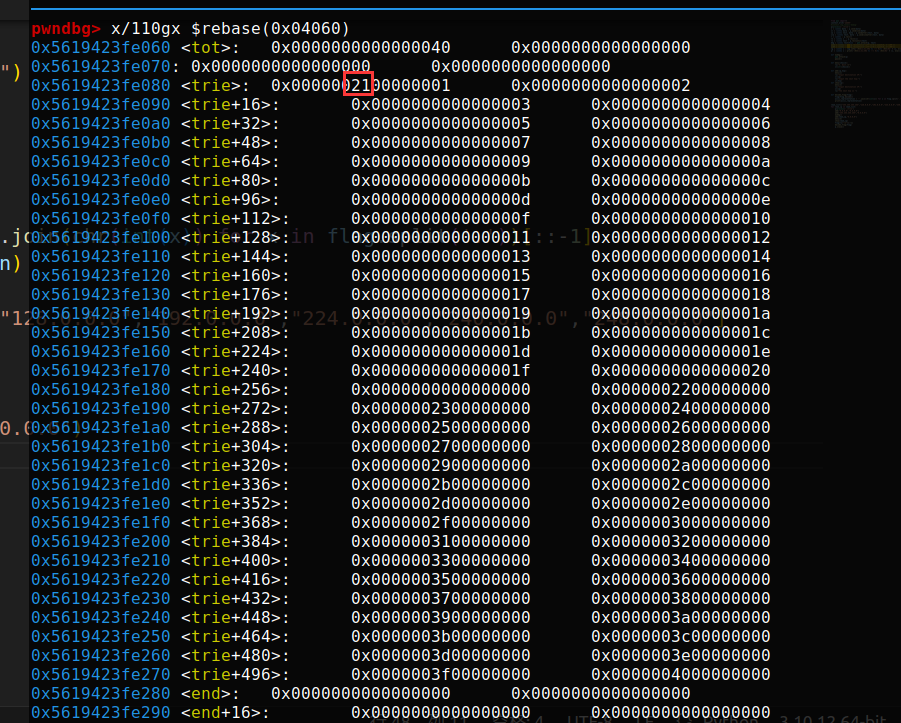 pwndbg> x/110gx $rebase(0x04060)
0x5619423fe060 <tot>: 0x0000000000000040 0x0000000000000000
0x5619423fe070: 0x0000000000000000 0x0000000000000000
0x5619423fe080 <trie>: 0x0000002100000001 0x0000000000000002
0x5619423fe090 <trie+16>: 0x0000000000000003 0x0000000000000004
0x5619423fe0a0 <trie+32>: 0x0000000000000005 0x0000000000000006
0x5619423fe0b0 <trie+48>: 0x0000000000000007 0x0000000000000008
0x5619423fe0c0 <trie+64>: 0x0000000000000009 0x000000000000000a
0x5619423fe0d0 <trie+80>: 0x000000000000000b 0x000000000000000c
0x5619423fe0e0 <trie+96>: 0x000000000000000d 0x000000000000000e
0x5619423fe0f0 <trie+112>: 0x000000000000000f 0x0000000000000010
0x5619423fe100 <trie+128>: 0x0000000000000011 0x0000000000000012
0x5619423fe110 <trie+144>: 0x0000000000000013 0x0000000000000014
0x5619423fe120 <trie+160>: 0x0000000000000015 0x0000000000000016
0x5619423fe130 <trie+176>: 0x0000000000000017 0x0000000000000018
0x5619423fe140 <trie+192>: 0x0000000000000019 0x000000000000001a
0x5619423fe150 <trie+208>: 0x000000000000001b 0x000000000000001c
0x5619423fe160 <trie+224>: 0x000000000000001d 0x000000000000001e
0x5619423fe170 <trie+240>: 0x000000000000001f 0x0000000000000020
0x5619423fe180 <trie+256>: 0x0000000000000000 0x0000002200000000
0x5619423fe190 <trie+272>: 0x0000002300000000 0x0000002400000000
0x5619423fe1a0 <trie+288>: 0x0000002500000000 0x0000002600000000
0x5619423fe1b0 <trie+304>: 0x0000002700000000 0x0000002800000000
0x5619423fe1c0 <trie+320>: 0x0000002900000000 0x0000002a00000000
0x5619423fe1d0 <trie+336>: 0x0000002b00000000 0x0000002c00000000
0x5619423fe1e0 <trie+352>: 0x0000002d00000000 0x0000002e00000000
0x5619423fe1f0 <trie+368>: 0x0000002f00000000 0x0000003000000000
0x5619423fe200 <trie+384>: 0x0000003100000000 0x0000003200000000
0x5619423fe210 <trie+400>: 0x0000003300000000 0x0000003400000000
0x5619423fe220 <trie+416>: 0x0000003500000000 0x0000003600000000
0x5619423fe230 <trie+432>: 0x0000003700000000 0x0000003800000000
0x5619423fe240 <trie+448>: 0x0000003900000000 0x0000003a00000000
0x5619423fe250 <trie+464>: 0x0000003b00000000 0x0000003c00000000
0x5619423fe260 <trie+480>: 0x0000003d00000000 0x0000003e00000000
0x5619423fe270 <trie+496>: 0x0000003f00000000 0x0000004000000000
0x5619423fe280 <end>: 0x0000000000000000 0x0000000000000000
0x5619423fe290 <end+16>: 0x0000000000000000 0x0000000000000000